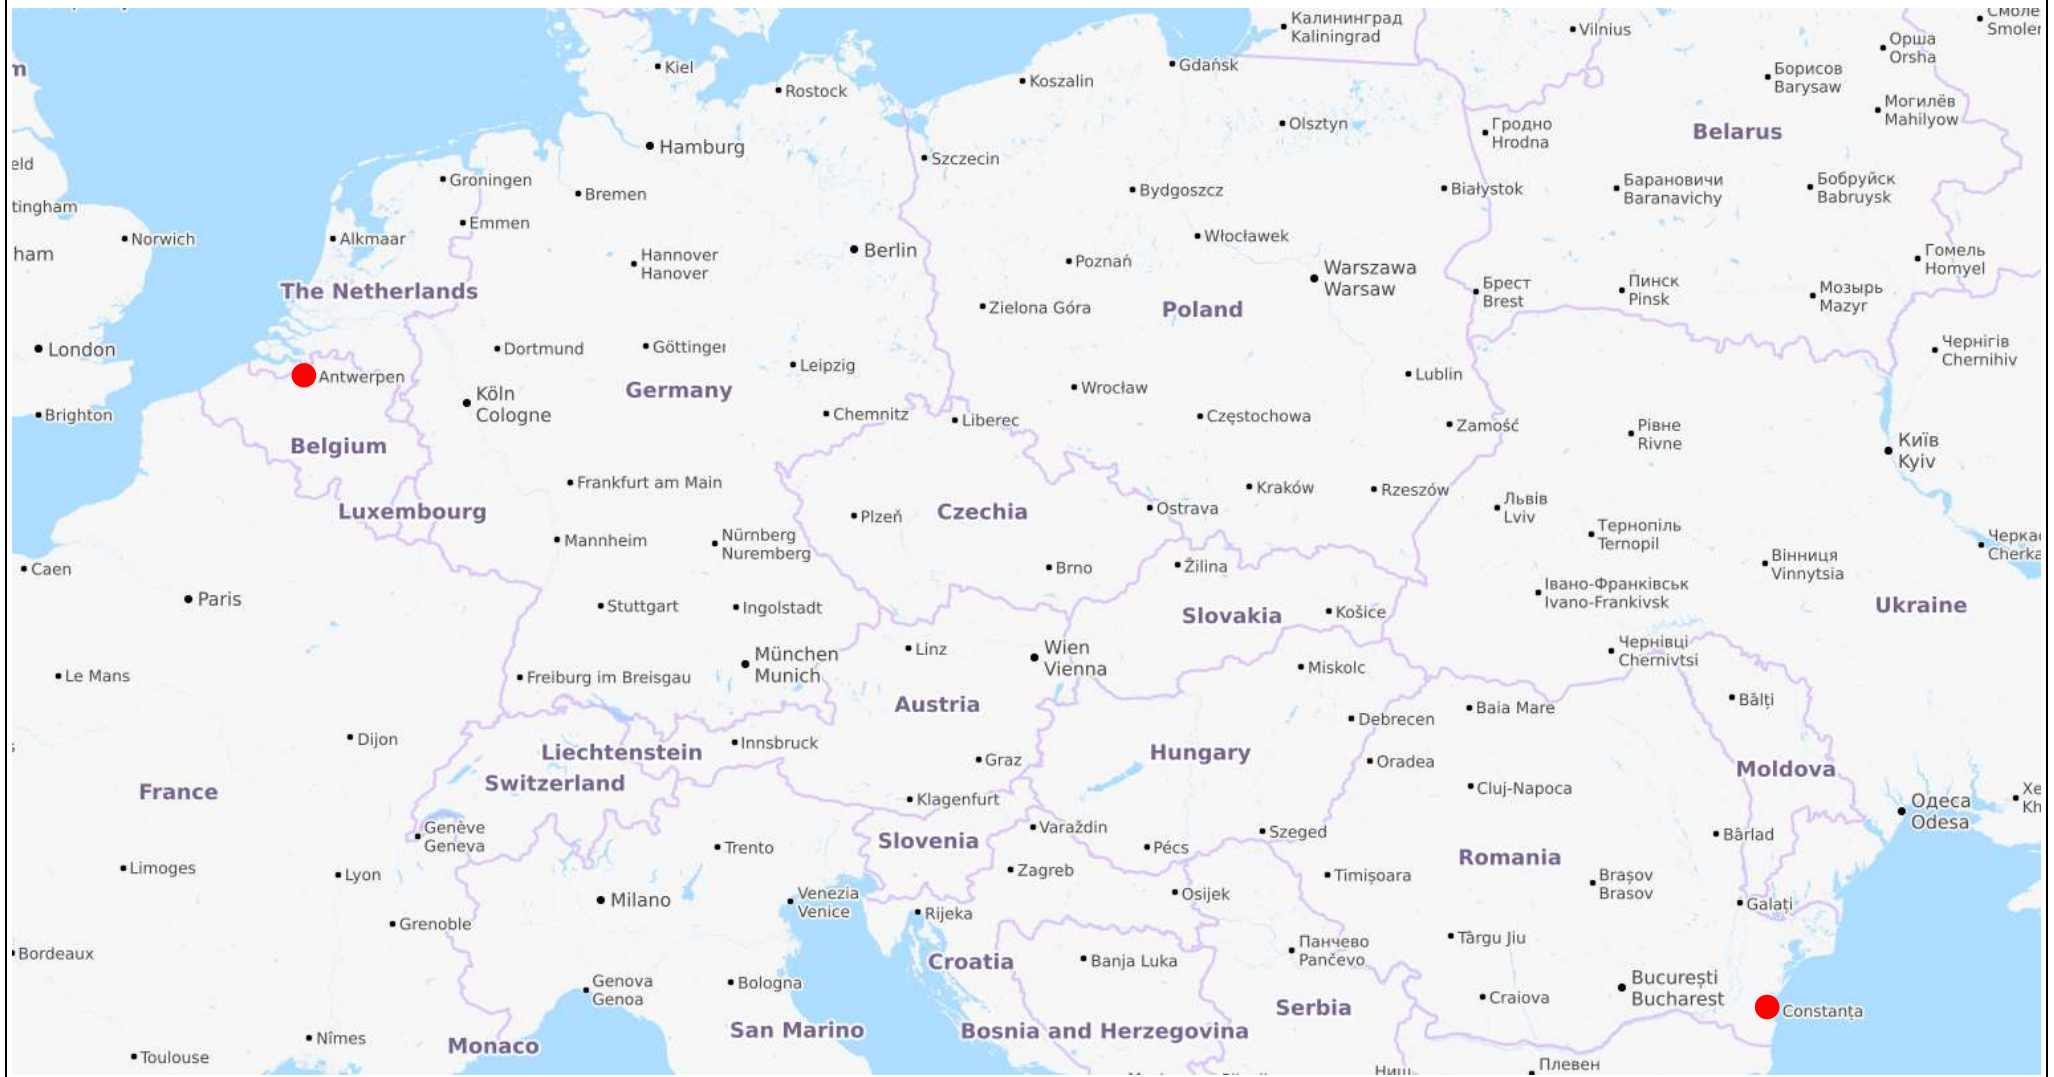 Калининград
Kaliningrad
Vilnius
Орша
Orsha
Kiel
Gdańsk
Koszalin
Rostock
Борисов
Barysaw
Могилёв
Mahilyow
Olsztyn
Гродно
Hrodna
Belarus
Hamburg
Szczecin
Groningen
Bremen
Bydgoszcz
Białystok
Барановичи
Baranavichy
Бобруйск
Babruysk
Norwich
Alkmaar
Emmen
Włocławek
Hannover
Hanover
Berlin
Poznań
Warszawa
Warsaw
Гомель
Homyel
The Netherlands
Zielona Góra
Poland
Брест
Brest
Пинск
Pinsk
Мозырь
Mazyr
London
Dortmund
Leipzig
Чернігів
Chernihiv
Antwerpen
Köln
Cologne
Germany
Wrocław
Lublin
Brighton
Chemnitz
Liberec
Częstochowa
Zamość
Рівне
Rivne
Belgium
Київ
Kyiv
Frankfurt am Main
Kraków
Rzeszów
Luxembourg
Plzeň
Czechia
Ostrava
Львів
Lviv
Mannheim
Nürnberg
Nuremberg
Тернопіль
Ternopil
Caen
Brno
Žilina
Вінниця
Vinnytsia
Paris
Stuttgart
Ingolstadt
Slovakia
Košice
Івано-Франківськ
Ivano-Frankivsk
Ukraine
Linz
Wien
Vienna
Чернівці
Chernivtsi
München
Munich
Le Mans
Freiburg im Breisgau
Miskolc
Austria
Debrecen
Baia Mare
Bălți
Dijon
Liechtenstein
Innsbruck
Hungary
Switzerland
Graz
Oradea
Moldova
France
Klagenfurt
Cluj-Napoca
Одеса
Odesa
Genève
Geneva
Slovenia
Varaždin
Szeged
Bârlad
Trento
Pécs
Romania
Limoges
Lyon
Zagreb
Timișoara
Brașov
Brasov
Milano
Venezia
Venice
Osijek
Galați
Grenoble
Rijeka
Bordeaux
Croatia
Banja Luka
Панчево
Pančevo
Târgu Jiu
Genova
Genoa
Bologna
București
Bucharest
Craiova
Serbia
Constanța
Nîmes
Monaco
San Marino
Bosnia and Herzegovina
Toulouse
Плевен